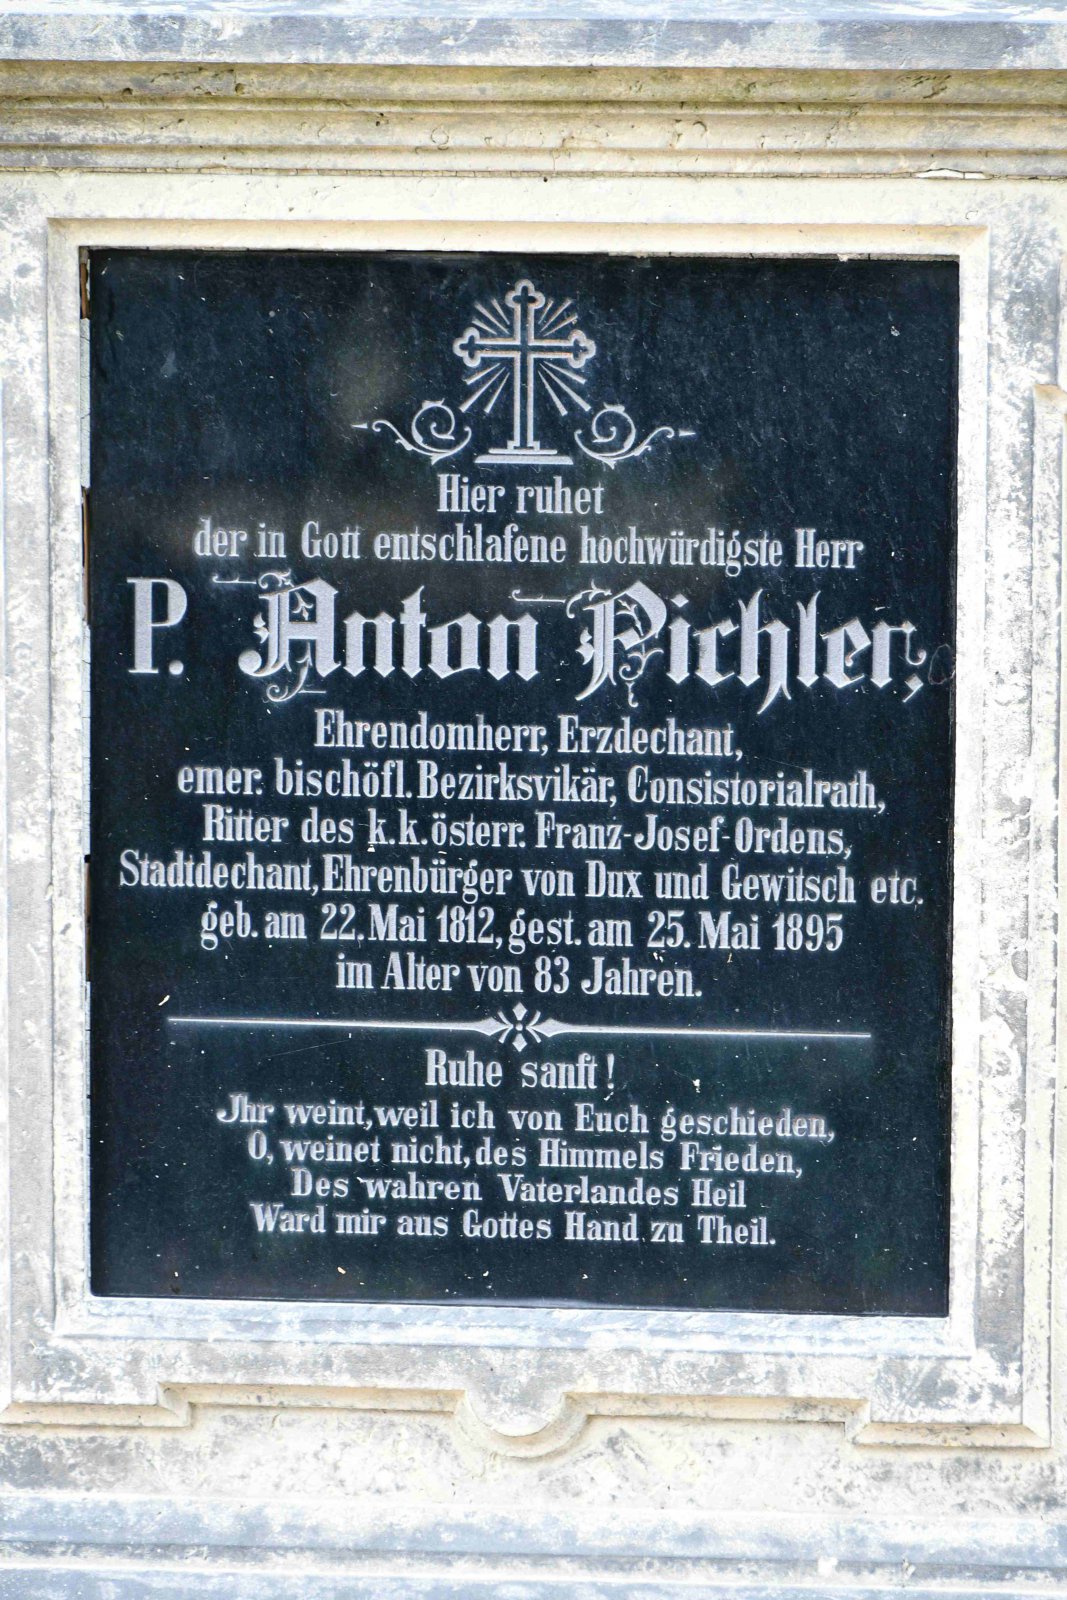 Hier ruhet
der in Gott entschlafene hochwürdigste Herr
P. Anton Pichler,
Ehrendomherr, Erzdechant,
emer. bischöfl. Bezirksvikär, Consistorialrath,
Ritter des k. k. österr. Franz-Josef-Ordens,
Stadtdechant, Ehrenbürger von Dux und Gewitsch etc.
geb. am 22. Mai 1812, gest. am 25. Mai 1895
im Alter von 83 Jahren.
Ruhe sanft!
Jhr weint, weil ich von Euch geschieden,
O, weinet nicht, des Himmels Frieden,
Des wahren Vaterlandes Heil
Ward mir aus Gottes Hand zu Theil.